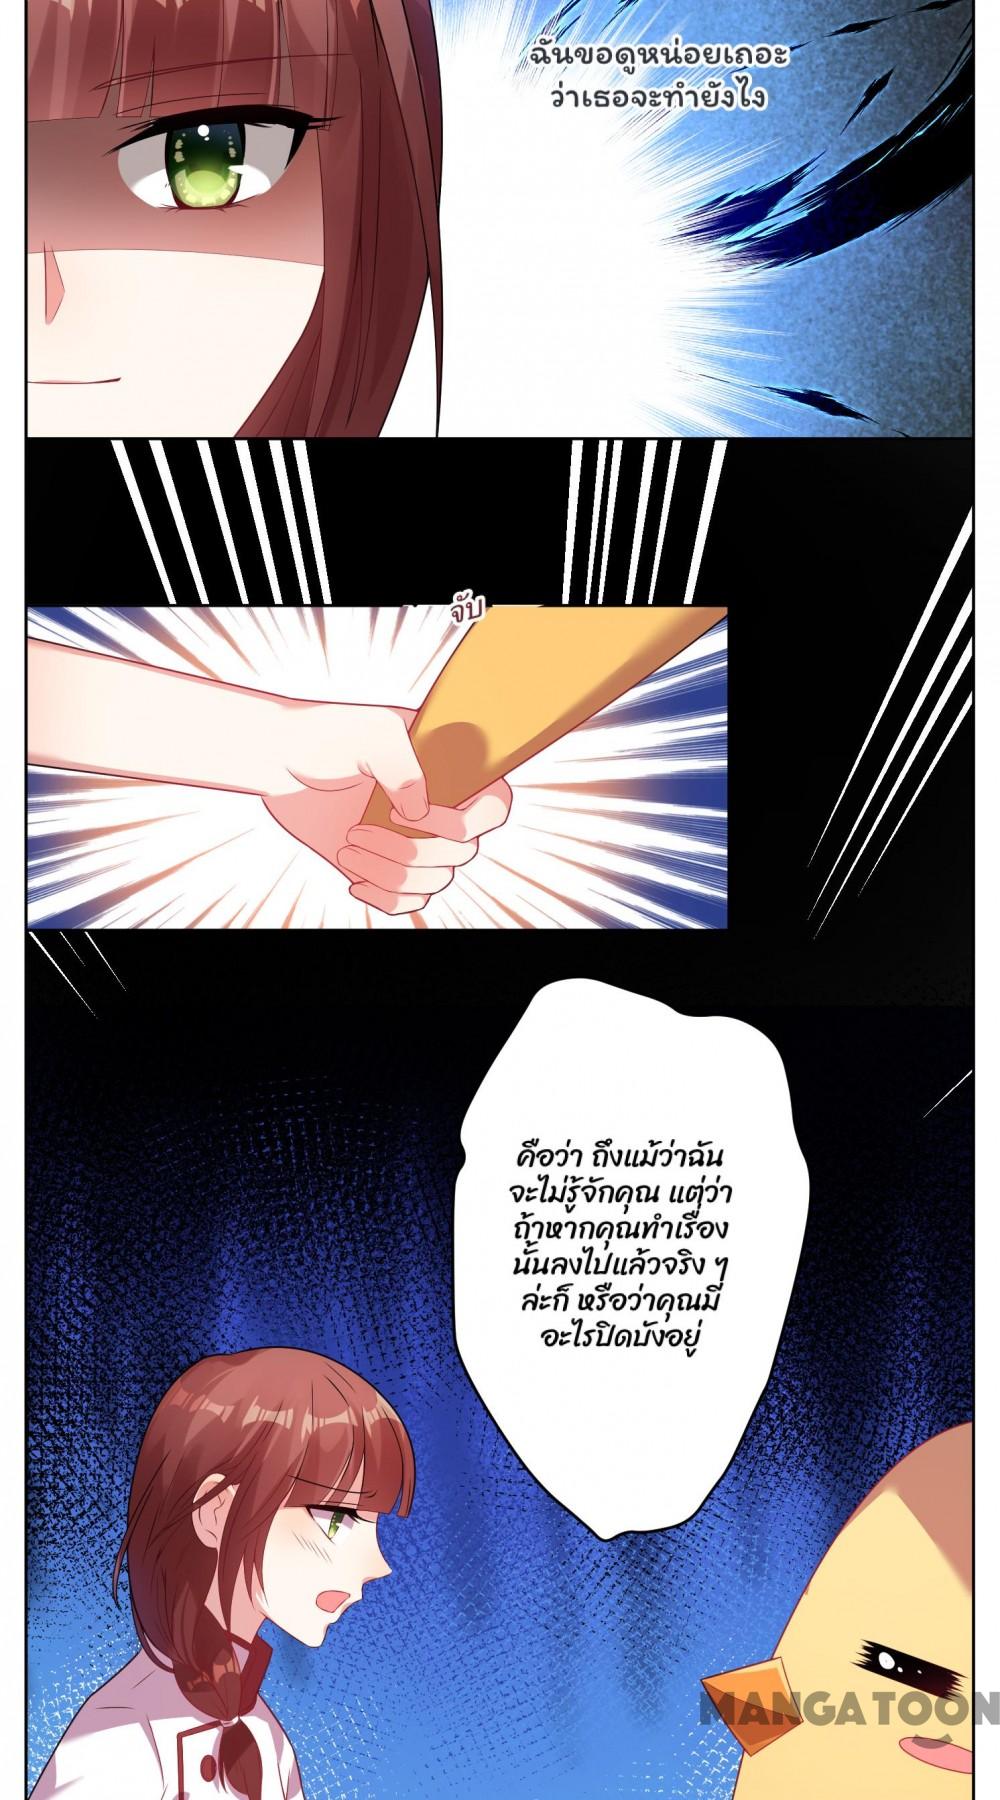 ฉันขอดูหน่อยเถอะ
ว่าเธอจะทำยังไง
จับ
คือว่า ถึงแม้ว่าฉัน
จะไม่รู้จักคุณ แต่ว่า
ถ้าหากคุณทำเรื่อง
นั้นลงไปแล้วจริง ๆ
ล่ะก็ หรือว่าคุณมี
อะไรปิดบังอยู่
MANGATOON